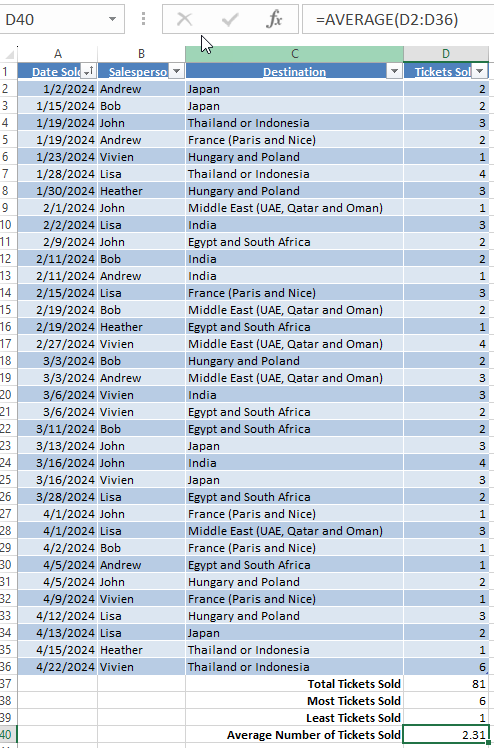 D40 fx =AVERAGE(D2:D36)
A B C D
1 Date Sol Salesperso Destination Tickets Sol
2 1/2/2024 Andrew Japan 2
3 1/15/2024 Bob Japan 2
4 1/19/2024 John Thailand or Indonesia 3
5 1/19/2024 Andrew France (Paris and Nice) 2
6 1/23/2024 Vivien Hungary and Poland 1
7 1/28/2024 Lisa Thailand or Indonesia 4
8 1/30/2024 Heather Hungary and Poland 3
9 2/1/2024 John Middle East (UAE, Qatar and Oman) 1
10 2/2/2024 Lisa India 3
11 2/9/2024 John Egypt and South Africa 2
12 2/11/2024 Bob India 2
13 2/11/2024 Andrew India 1
14 2/15/2024 Lisa France (Paris and Nice) 3
15 2/19/2024 Bob Middle East (UAE, Qatar and Oman) 2
16 2/19/2024 Heather Egypt and South Africa 1
17 2/27/2024 Vivien Middle East (UAE, Qatar and Oman) 4
18 3/3/2024 Bob Hungary and Poland 2
19 3/3/2024 Andrew Middle East (UAE, Qatar and Oman) 3
20 3/6/2024 Vivien India 3
21 3/6/2024 Vivien Egypt and South Africa 2
22 3/11/2024 Bob Egypt and South Africa 2
23 3/13/2024 John Japan 3
24 3/16/2024 John India 4
25 3/16/2024 Vivien Japan 3
26 3/28/2024 Lisa Egypt and South Africa 2
27 4/1/2024 John France (Paris and Nice) 1
28 4/1/2024 Lisa Middle East (UAE, Qatar and Oman) 3
29 4/2/2024 Bob France (Paris and Nice) 1
30 4/5/2024 Andrew Egypt and South Africa 1
31 4/5/2024 John Hungary and Poland 2
32 4/9/2024 Vivien France (Paris and Nice) 1
33 4/12/2024 Lisa Hungary and Poland 3
34 4/13/2024 Lisa Japan 2
35 4/15/2024 Heather Thailand or Indonesia 1
36 4/22/2024 Vivien Thailand or Indonesia 6
37 Total Tickets Sold 81
38 Most Tickets Sold 6
39 Least Tickets Sold 1
40 Average Number of Tickets Sold 2.31